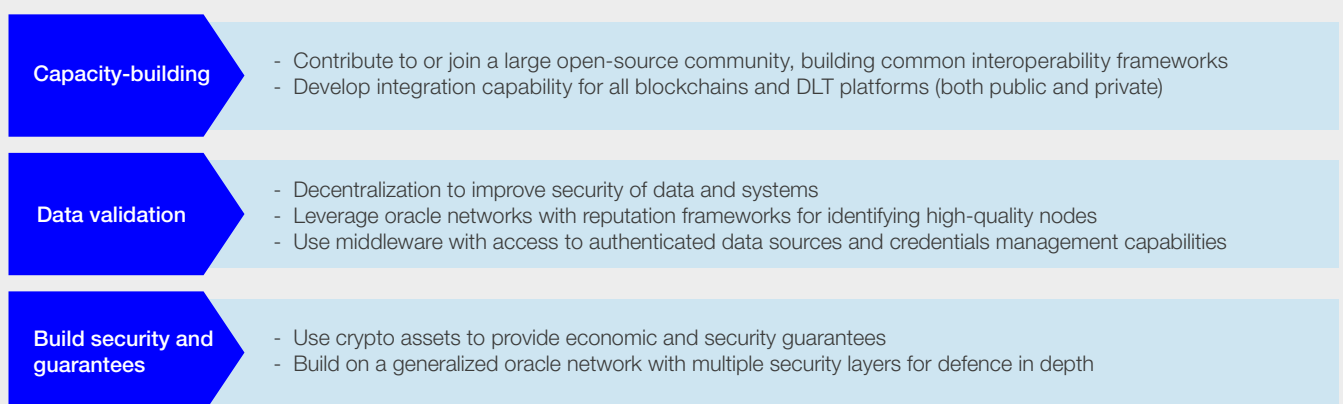 Capacity-building
- Contribute to or join a large open-source community, building common interoperability frameworks
- Develop integration capability for all blockchains and DLT platforms (both public and private)
Data validation
- Decentralization to improve security of data and systems
- Leverage oracle networks with reputation frameworks for identifying high-quality nodes
- Use middleware with access to authenticated data sources and credentials management capabilities
Build security and
guarantees
- Use crypto assets to provide economic and security guarantees
- Build on a generalized oracle network with multiple security layers for defence in depth